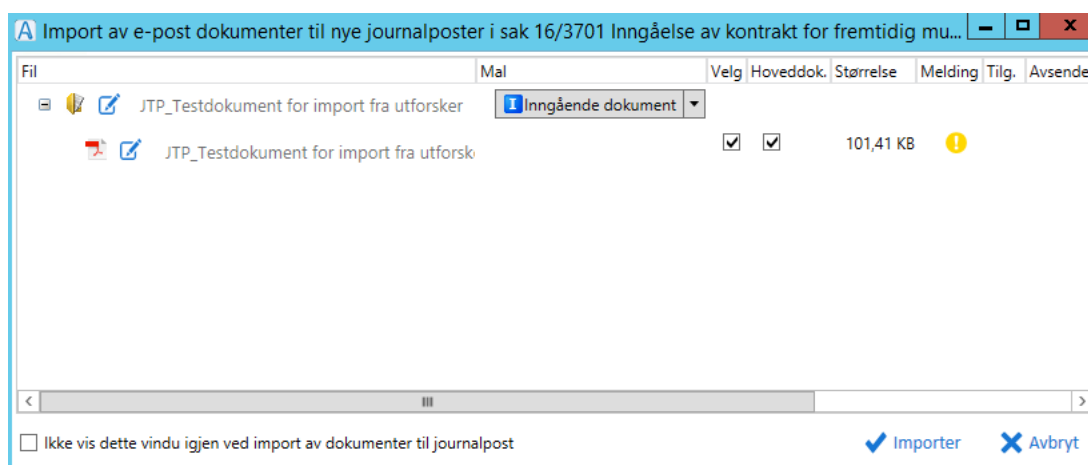 Import av e-post dokumenter til nye journalposter i sak 16/3701 Inngåelse av kontrakt for fremtidig mu...
Fil Mal Velg Hoveddok. Størrelse Melding Tilg. Avsende
JTP_Testdokument for import fra utforsker Inngående dokument
JTP_Testdokument for import fra utforsk 101,41 KB
Ikke vis dette vindu igjen ved import av dokumenter til journalpost Importer Avbryt